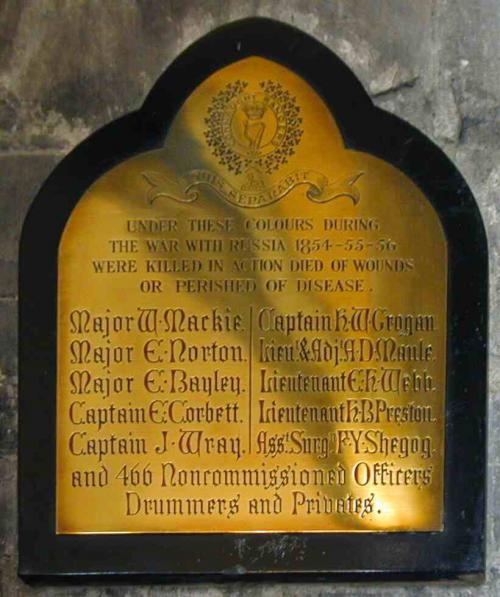 QUIS SEPARABIT
UNDER THESE COLOURS DURING
THE WAR WITH RUSSIA 1854-55-56
WERE KILLED IN ACTION DIED OF WOUNDS
OR PERISHED OF DISEASE.
Major W. Mackie.
Major E. Norton.
Major E. Bayley.
Captain E. Corbett.
Captain J. Wray.
Captain H. W. Grogan.
Lieut. & Adjt. A. D. Maule.
Lieutenant E. H. Webb.
Lieutenant H. B. Preston.
Asst. Surgn. P. Y. Shegog.
and 466 Noncommissioned Officers
Drummers and Privates.